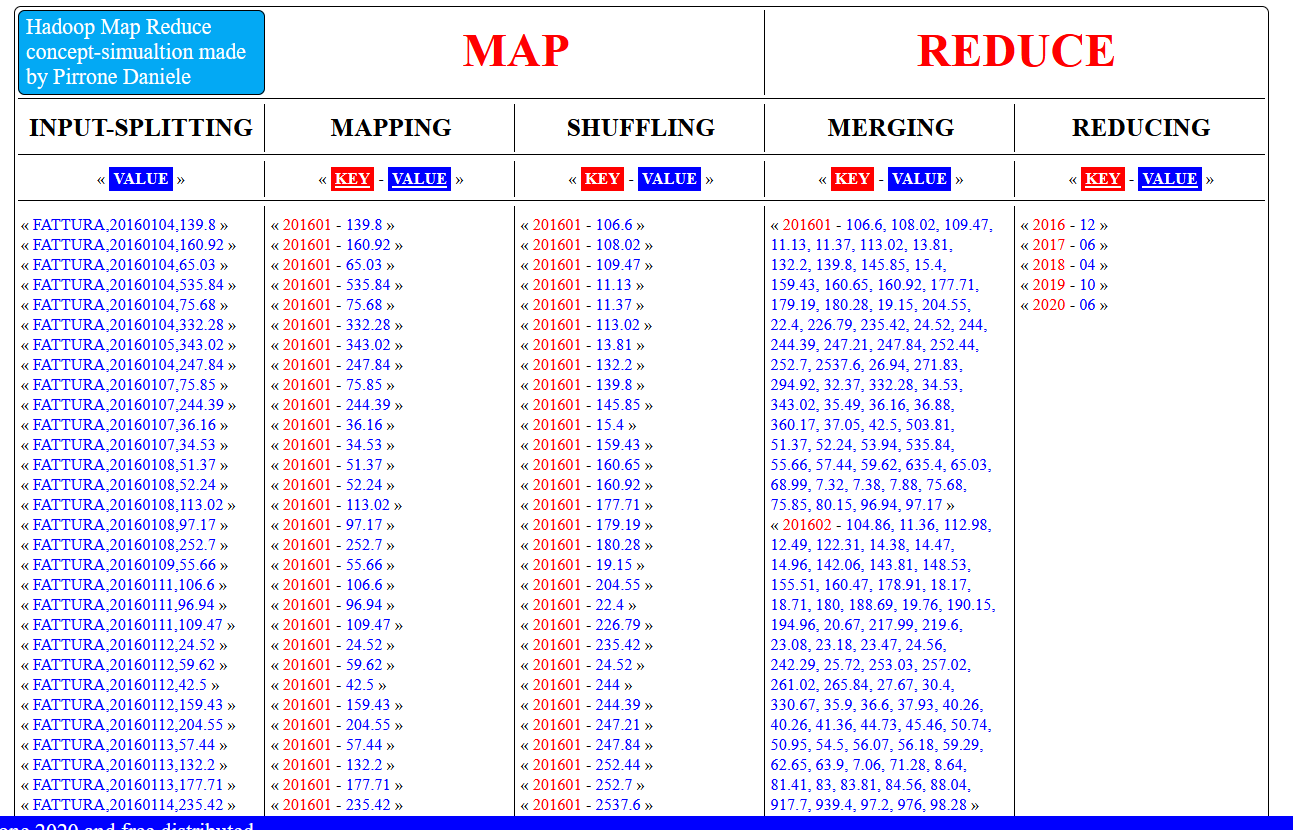 Hadoop Map Reduce
concept-simualtion made
by Pirrone Daniele
MAP
REDUCE
INPUT-SPLITTING
MAPPING
SHUFFLING
MERGING
REDUCING
« VALUE »
« KEY - VALUE »
« KEY - VALUE »
« KEY - VALUE »
« KEY - VALUE »
« FATTURA,20160104,139.8 »
« FATTURA,20160104,160.92 »
« FATTURA,20160104,65.03 »
« FATTURA,20160104,535.84 »
« FATTURA,20160104,75.68 »
« FATTURA,20160104,332.28 »
« FATTURA,20160105,343.02 »
« FATTURA,20160104,247.84 »
« FATTURA,20160107,75.85 »
« FATTURA,20160107,244.39 »
« FATTURA,20160107,36.16 »
« FATTURA,20160107,34.53 »
« FATTURA,20160108,51.37 »
« FATTURA,20160108,52.24 »
« FATTURA,20160108,113.02 »
« FATTURA,20160108,97.17 »
« FATTURA,20160108,252.7 »
« FATTURA,20160109,55.66 »
« FATTURA,20160111,106.6 »
« FATTURA,20160111,96.94 »
« FATTURA,20160111,109.47 »
« FATTURA,20160112,24.52 »
« FATTURA,20160112,59.62 »
« FATTURA,20160112,42.5 »
« FATTURA,20160112,159.43 »
« FATTURA,20160112,204.55 »
« FATTURA,20160113,57.44 »
« FATTURA,20160113,132.2 »
« FATTURA,20160113,177.71 »
« FATTURA,20160114,235.42 »
« 201601 - 139.8 »
« 201601 - 160.92 »
« 201601 - 65.03 »
« 201601 - 535.84 »
« 201601 - 75.68 »
« 201601 - 332.28 »
« 201601 - 343.02 »
« 201601 - 247.84 »
« 201601 - 75.85 »
« 201601 - 244.39 »
« 201601 - 36.16 »
« 201601 - 34.53 »
« 201601 - 51.37 »
« 201601 - 52.24 »
« 201601 - 113.02 »
« 201601 - 97.17 »
« 201601 - 252.7 »
« 201601 - 55.66 »
« 201601 - 106.6 »
« 201601 - 96.94 »
« 201601 - 109.47 »
« 201601 - 24.52 »
« 201601 - 59.62 »
« 201601 - 42.5 »
« 201601 - 159.43 »
« 201601 - 204.55 »
« 201601 - 57.44 »
« 201601 - 132.2 »
« 201601 - 177.71 »
« 201601 - 235.42 »
« 201601 - 106.6 »
« 201601 - 108.02 »
« 201601 - 109.47 »
« 201601 - 11.13 »
« 201601 - 11.37 »
« 201601 - 113.02 »
« 201601 - 13.81 »
« 201601 - 132.2 »
« 201601 - 139.8 »
« 201601 - 145.85 »
« 201601 - 15.4 »
« 201601 - 159.43 »
« 201601 - 160.65 »
« 201601 - 160.92 »
« 201601 - 177.71 »
« 201601 - 179.19 »
« 201601 - 180.28 »
« 201601 - 19.15 »
« 201601 - 204.55 »
« 201601 - 22.4 »
« 201601 - 226.79 »
« 201601 - 235.42 »
« 201601 - 24.52 »
« 201601 - 244 »
« 201601 - 244.39 »
« 201601 - 247.21 »
« 201601 - 247.84 »
« 201601 - 252.44 »
« 201601 - 252.7 »
« 201601 - 2537.6 »
« 201601 - 106.6, 108.02, 109.47,
11.13, 11.37, 113.02, 13.81,
132.2, 139.8, 145.85, 15.4,
159.43, 160.65, 160.92, 177.71,
179.19, 180.28, 19.15, 204.55,
22.4, 226.79, 235.42, 24.52, 244,
244.39, 247.21, 247.84, 252.44,
252.7, 2537.6, 26.94, 271.83,
294.92, 32.37, 332.28, 34.53,
343.02, 35.49, 36.16, 36.88,
360.17, 37.05, 42.5, 503.81,
51.37, 52.24, 53.94, 535.84,
55.66, 57.44, 59.62, 635.4, 65.03,
68.99, 7.32, 7.38, 7.88, 75.68,
75.85, 80.15, 96.94, 97.17 »
« 201602 - 104.86, 11.36, 112.98,
12.49, 122.31, 14.38, 14.47,
14.96, 142.06, 143.81, 148.53,
155.51, 160.47, 178.91, 18.17,
18.71, 180, 188.69, 19.76, 190.15,
194.96, 20.67, 217.99, 219.6,
23.08, 23.18, 23.47, 24.56,
242.29, 25.72, 253.03, 257.02,
261.02, 265.84, 27.67, 30.4,
330.67, 35.9, 36.6, 37.93, 40.26,
40.26, 41.36, 44.73, 45.46, 50.74,
50.95, 54.5, 56.07, 56.18, 59.29,
62.65, 63.9, 7.06, 71.28, 8.64,
81.41, 83, 83.81, 84.56, 88.04,
917.7, 939.4, 97.2, 976, 98.28 »
« 2016 - 12 »
« 2017 - 06 »
« 2018 - 04 »
« 2019 - 10 »
« 2020 - 06 »
2020 and free distributed